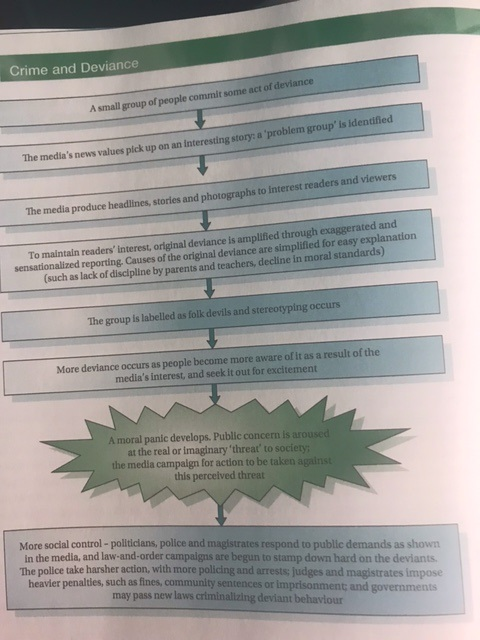 Crime and Deviance
A small group of people commit some act of deviance
The media's news values pick up on an interesting story: a 'problem group' is identified
The media produce headlines, stories and photographs to interest readers and viewers
To maintain readers' interest, original deviance is amplified through exaggerated and
sensationalized reporting. Causes of the original deviance are simplified for easy explanation
(such as lack of discipline by parents and teachers, decline in moral standards)
The group is labelled as folk devils and stereotyping occurs
More deviance occurs as people become more aware of it as a result of the
media's interest, and seek it out for excitement
A moral panic develops. Public concern is aroused
at the real or imaginary 'threat' to society;
the media campaign for action to be taken against
this perceived threat
More social control – politicians, police and magistrates respond to public demands as shown
in the media, and law-and-order campaigns are begun to stamp down hard on the deviants.
The police take harsher action, with more policing and arrests; judges and magistrates impose
heavier penalties, such as fines, community sentences or imprisonment; and governments
may pass new laws criminalizing deviant behaviour